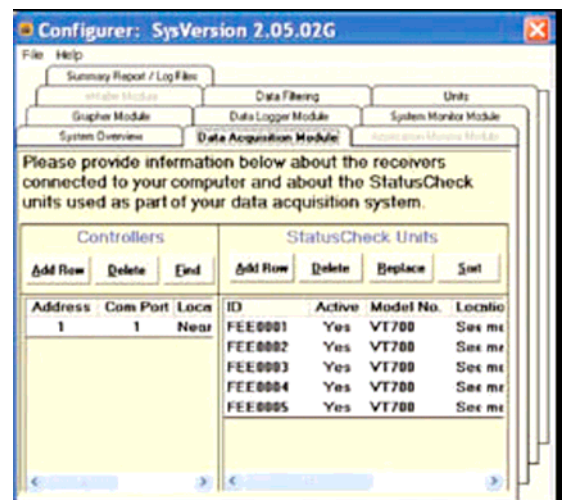 Configurer: SysVersion 2.05.02G
File Help
Summary Report / Log Files
Data Filtering Units
Grapher Module Data Logger Module System Monitor Module
System Overview Data Acquisition Module Application Monitor Module
Please provide information below about the receivers
connected to your computer and about the StatusCheck
units used as part of your data acquisition system.
Controllers StatusCheck Units
Add Row Delete Find Add Row Delete Replace Sort
Address Com Port Loca ID Active Model No. Locatio
1 1 Near FEE0001 Yes VT700 See me
FEE0002 Yes VT700 See me
FEE0003 Yes VT700 See me
FEE0004 Yes VT700 See me
FEE0005 Yes VT700 See me